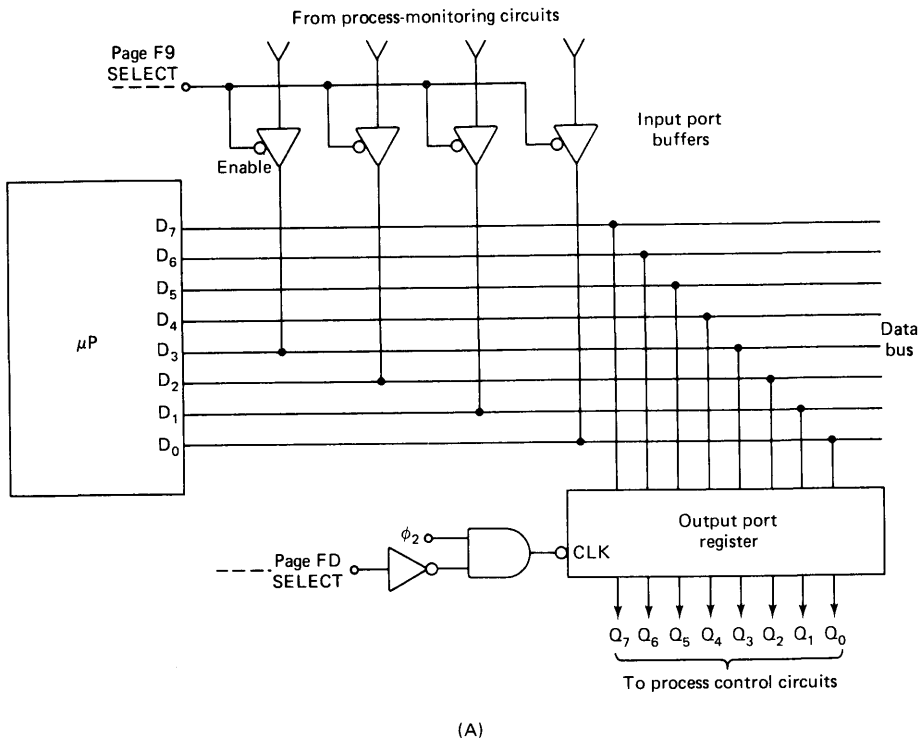 From process-monitoring circuits
Page F9
SELECT
Input port
buffers
Enable
μP
D7
D6
D5
D4
D3
D2
D1
D0
Data
bus
Output port
register
ϕ2
CLK
Page FD
SELECT
Q7 Q6 Q5 Q4 Q3 Q2 Q1 Q0
To process control circuits
(A)